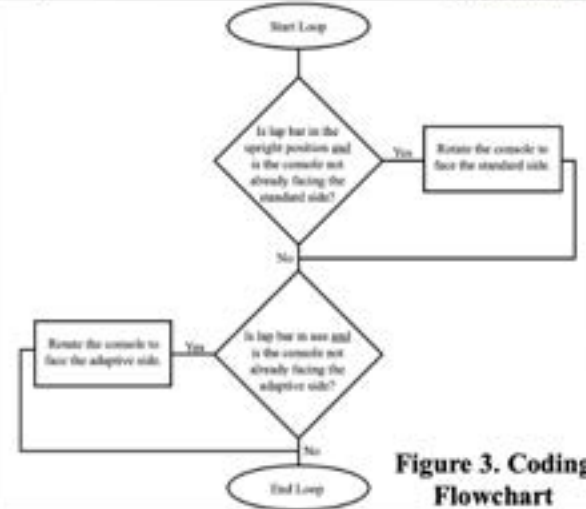 Start Loop
Is lap bar in the
upright position and
is the console not
already facing the
standard side?
Yes
Rotate the console to
face the standard side.
No
Rotate the console to
face the adaptive side.
Yes
Is lap bar in use and
is the console not
already facing the
adaptive side?
No
End Loop
Figure 3. Coding
Flowchart